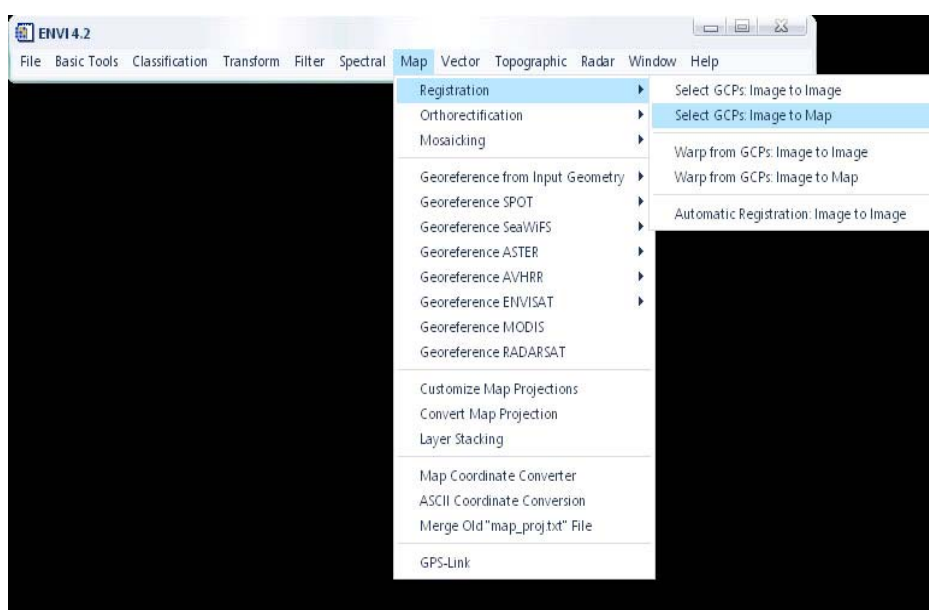 ENVI 4.2
File Basic Tools Classification Transform Filter Spectral Map Vector Topographic Radar Window Help
Registration
Orthorectification
Mosaicking
Georeference from Input Geometry
Georeference SPOT
Georeference SeaWiFS
Georeference ASTER
Georeference AVHRR
Georeference ENVISAT
Georeference MODIS
Georeference RADARSAT
Customize Map Projections
Convert Map Projection
Layer Stacking
Map Coordinate Converter
ASCII Coordinate Conversion
Merge Old "map_proj.txt" File
GPS-Link
Select GCPs: Image to Image
Select GCPs: Image to Map
Warp from GCPs: Image to Image
Warp from GCPs: Image to Map
Automatic Registration: Image to Image